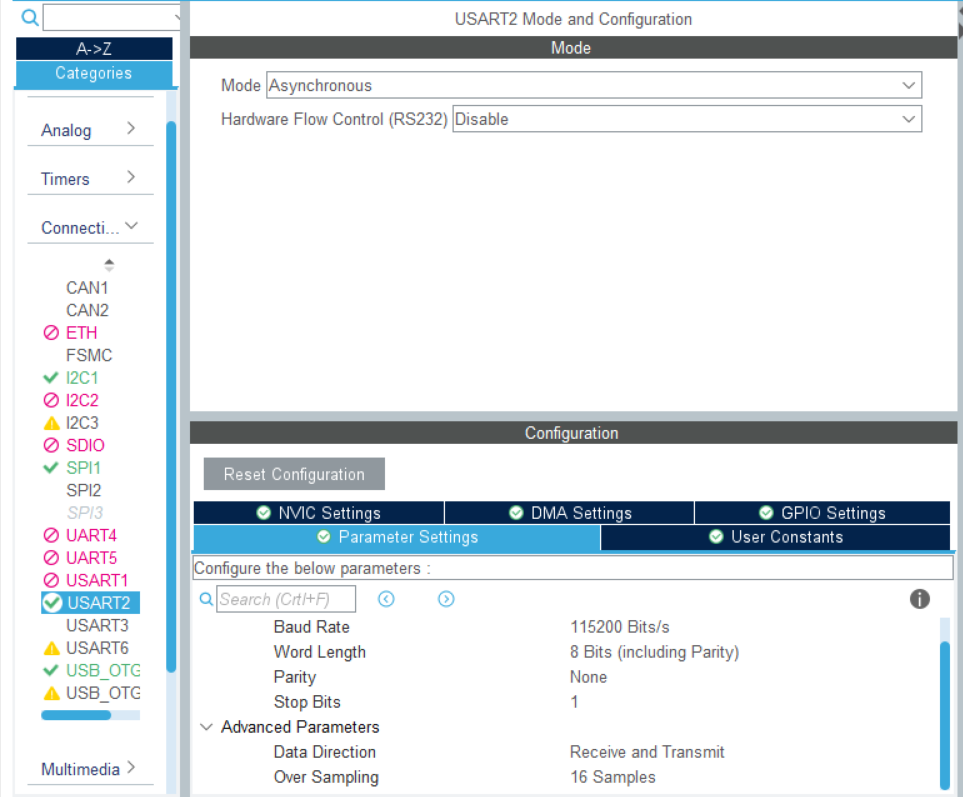 USART2 Mode and Configuration
A->Z
Categories
Analog
Timers
Connecti...
CAN1
CAN2
ETH
FSMC
I2C1
I2C2
I2C3
SDIO
SPI1
SPI2
SPI3
UART4
UART5
USART1
USART2
USART3
USART6
USB_OTG
USB_OTG
Multimedia
Mode
Mode Asynchronous
Hardware Flow Control (RS232) Disable
Configuration
Reset Configuration
NVIC Settings DMA Settings GPIO Settings
Parameter Settings User Constants
Configure the below parameters :
Search (Crtl+F)
Baud Rate 115200 Bits/s
Word Length 8 Bits (including Parity)
Parity None
Stop Bits 1
Advanced Parameters
Data Direction Receive and Transmit
Over Sampling 16 Samples